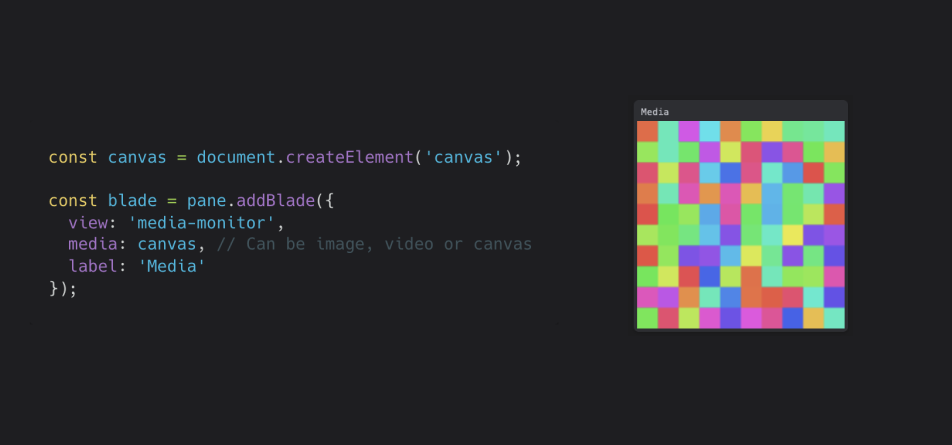 const canvas = document.createElement('canvas');
const blade = pane.addBlade({
view: 'media-monitor',
media: canvas, // Can be image, video or canvas
label: 'Media'
});
Media